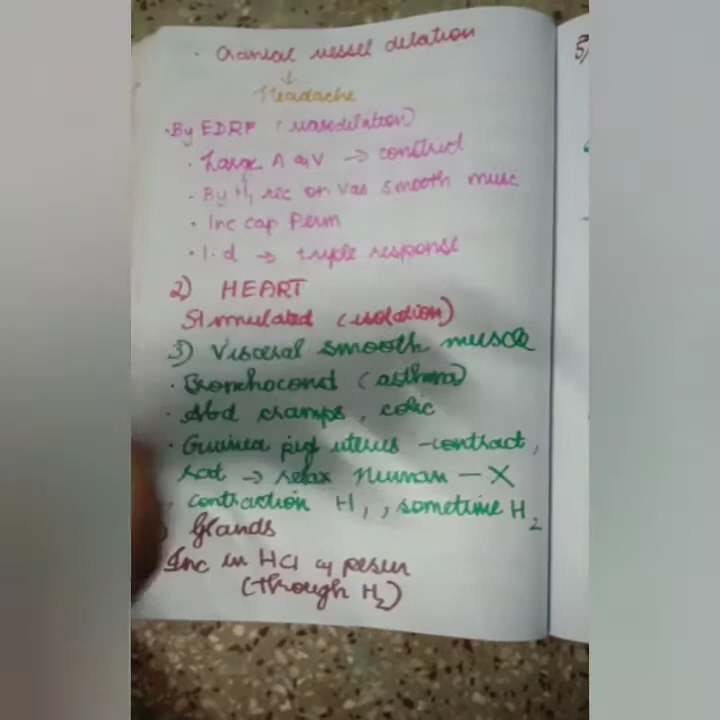 · Cranial vessel dilation
↓
Headache
· By EDRF (vasodilation)
· Large A & V → constrict
· By H₁ rec on Vas smooth musc
· Inc cap Perm
· I.d → triple response
2) HEART
Stimulated (isolation)
3) Visceral smooth muscle
· Bronchocond (asthma)
· Abd cramps, colic
· Guinea pig uterus - contract,
rat → relax Human - X
· contraction H₁, sometime H₂
) Glands
Inc in HCl &
(through H₂)
5)